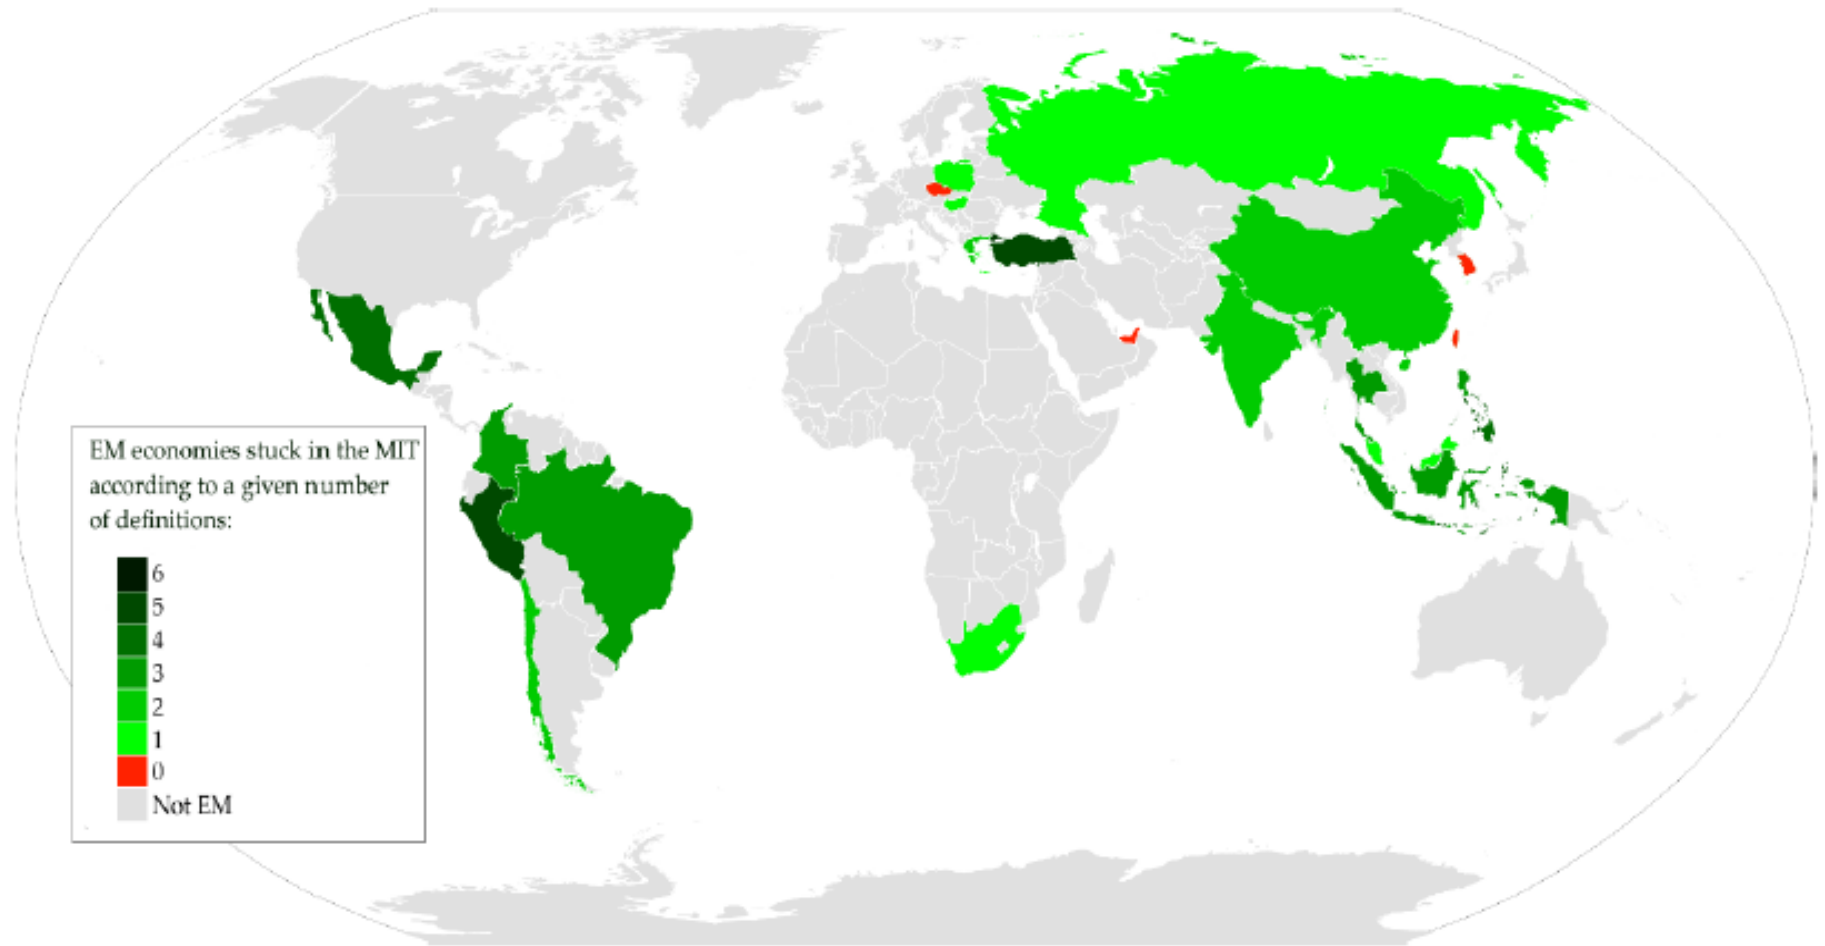 EM economies stuck in the MIT
according to a given number
of definitions:
6
5
4
3
2
1
0
Not EM